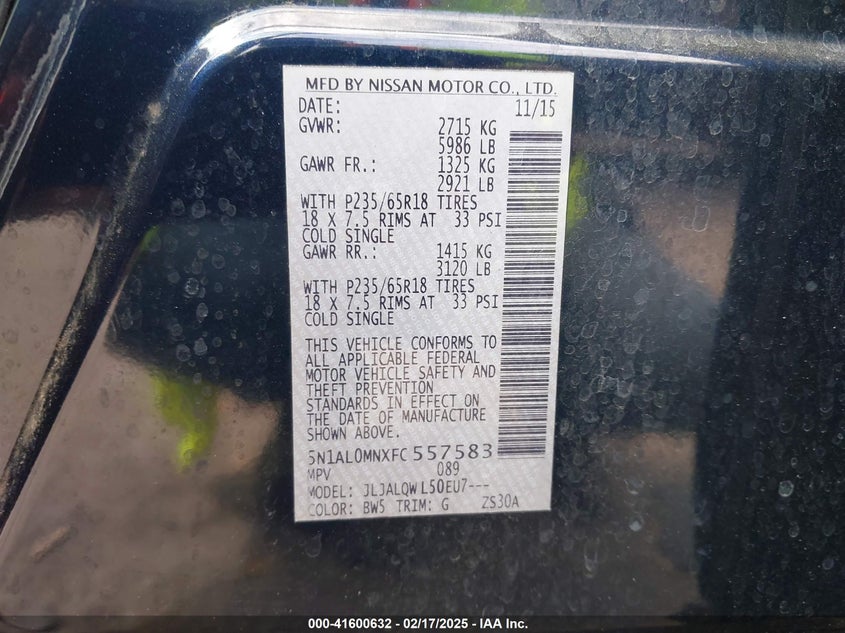 MFD BY NISSAN MOTOR CO., LTD.
DATE: 11/15
GVWR: 2715 KG
5986 LB
GAWR FR.: 1325 KG
2921 LB
WITH P235/65R18 TIRES
18 X 7.5 RIMS AT 33 PSI
COLD SINGLE
GAWR RR.: 1415 KG
3120 LB
WITH P235/65R18 TIRES
18 X 7.5 RIMS AT 33 PSI
COLD SINGLE
THIS VEHICLE CONFORMS TO
ALL APPLICABLE FEDERAL
MOTOR VEHICLE SAFETY AND
THEFT PREVENTION
STANDARDS IN EFFECT ON
THE DATE OF MANUFACTURE
SHOWN ABOVE.
5N1AL0MNXFC 557583
MPV 089
MODEL: JLJALQW L50EU7---
COLOR: BW5 TRIM: G ZS30A
000-41600632 - 02/17/2025 - IAA Inc.